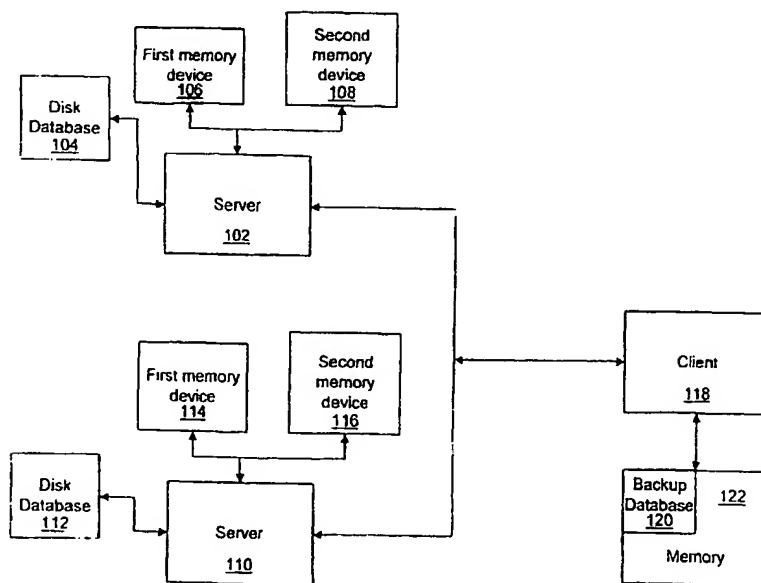 First memory
device
106
Second
memory
device
108
Disk
Database
104
Server
102
First memory
device
114
Second
memory
device
116
Client
118
Disk
Database
112
Server
110
Backup
Database
120
122
Memory